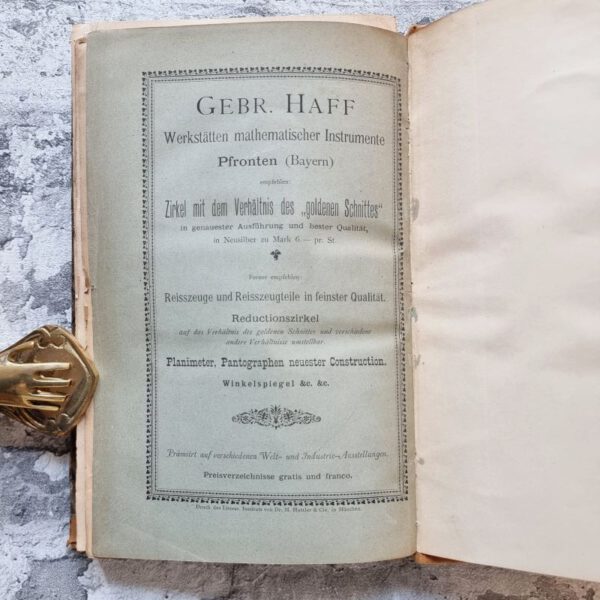 GEBR. HAFF
Werkstätten mathematischer Instrumente
Pfronten (Bayern)
empfehlen:
Zirkel mit dem Verhältnis des „goldenen Schnittes“
in genauester Ausführung und bester Qualität,
in Neusilber zu Mark 6.— pr. St.
Ferner empfehlen:
Reisszeuge und Reisszeugteile in feinster Qualität.
Reductionszirkel
auf das Verhältnis des goldenen Schnittes und verschiedene
andere Verhältnisse umstellbar.
Planimeter, Pantographen neuester Construction.
Winkelspiegel &c. &c.
Prämiirt auf verschiedenen Welt- und Industrie-Ausstellungen.
Preisverzeichnisse gratis und franco.
Druck des Literar. Instituts von Dr. M. Huttler & Cie. in München.